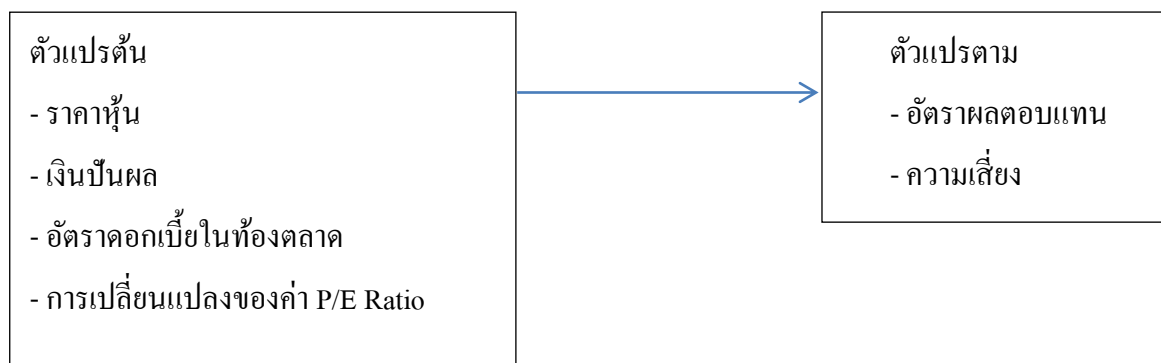 ตัวแปรต้น
- ราคาหุ้น
- เงินปันผล
- อัตราดอกเบี้ยในท้องตลาด
- การเปลี่ยนแปลงของค่า P/E Ratio
ตัวแปรตาม
- อัตราผลตอบแทน
- ความเสี่ยง